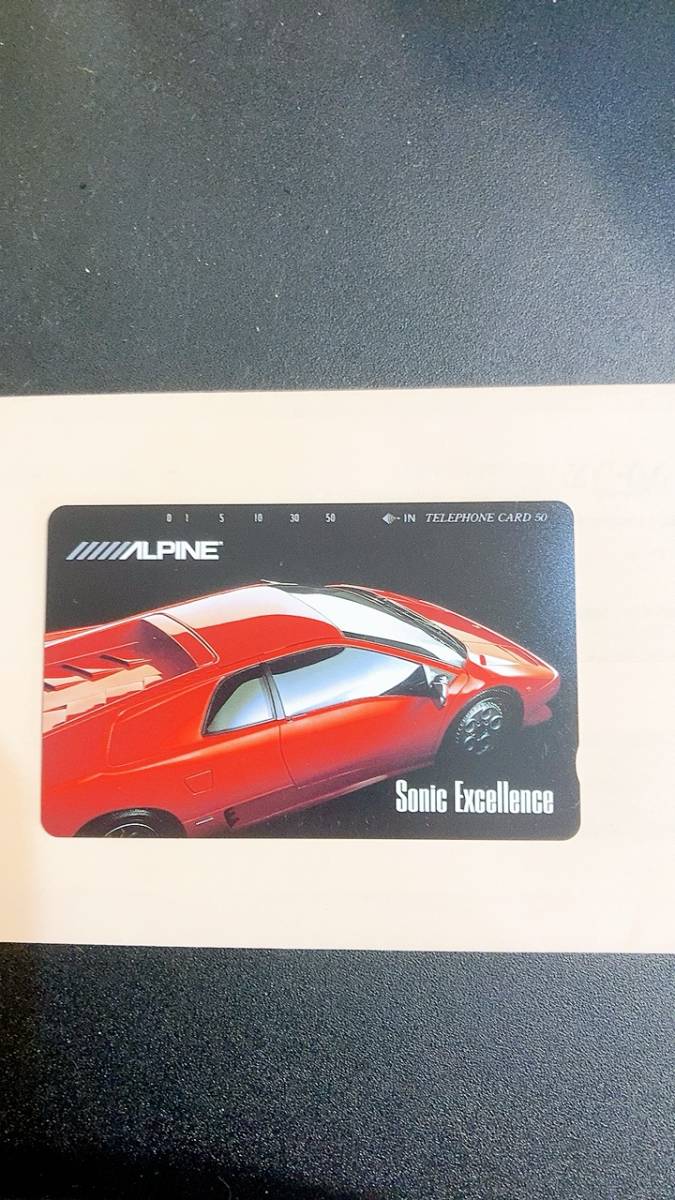 0 1 5 10 30 50 IN TELEPHONE CARD 50
ALPINE
Sonic Excellence